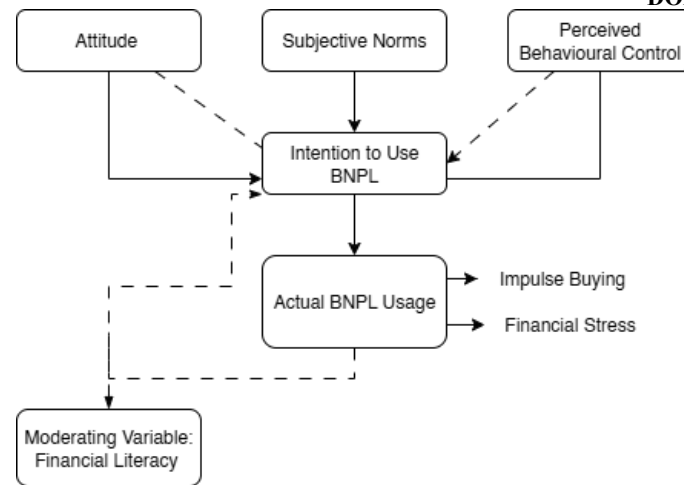 Attitude
Subjective Norms
Perceived
Behavioural Control
Intention to Use
BNPL
Actual BNPL Usage
Impulse Buying
Financial Stress
Moderating Variable:
Financial Literacy